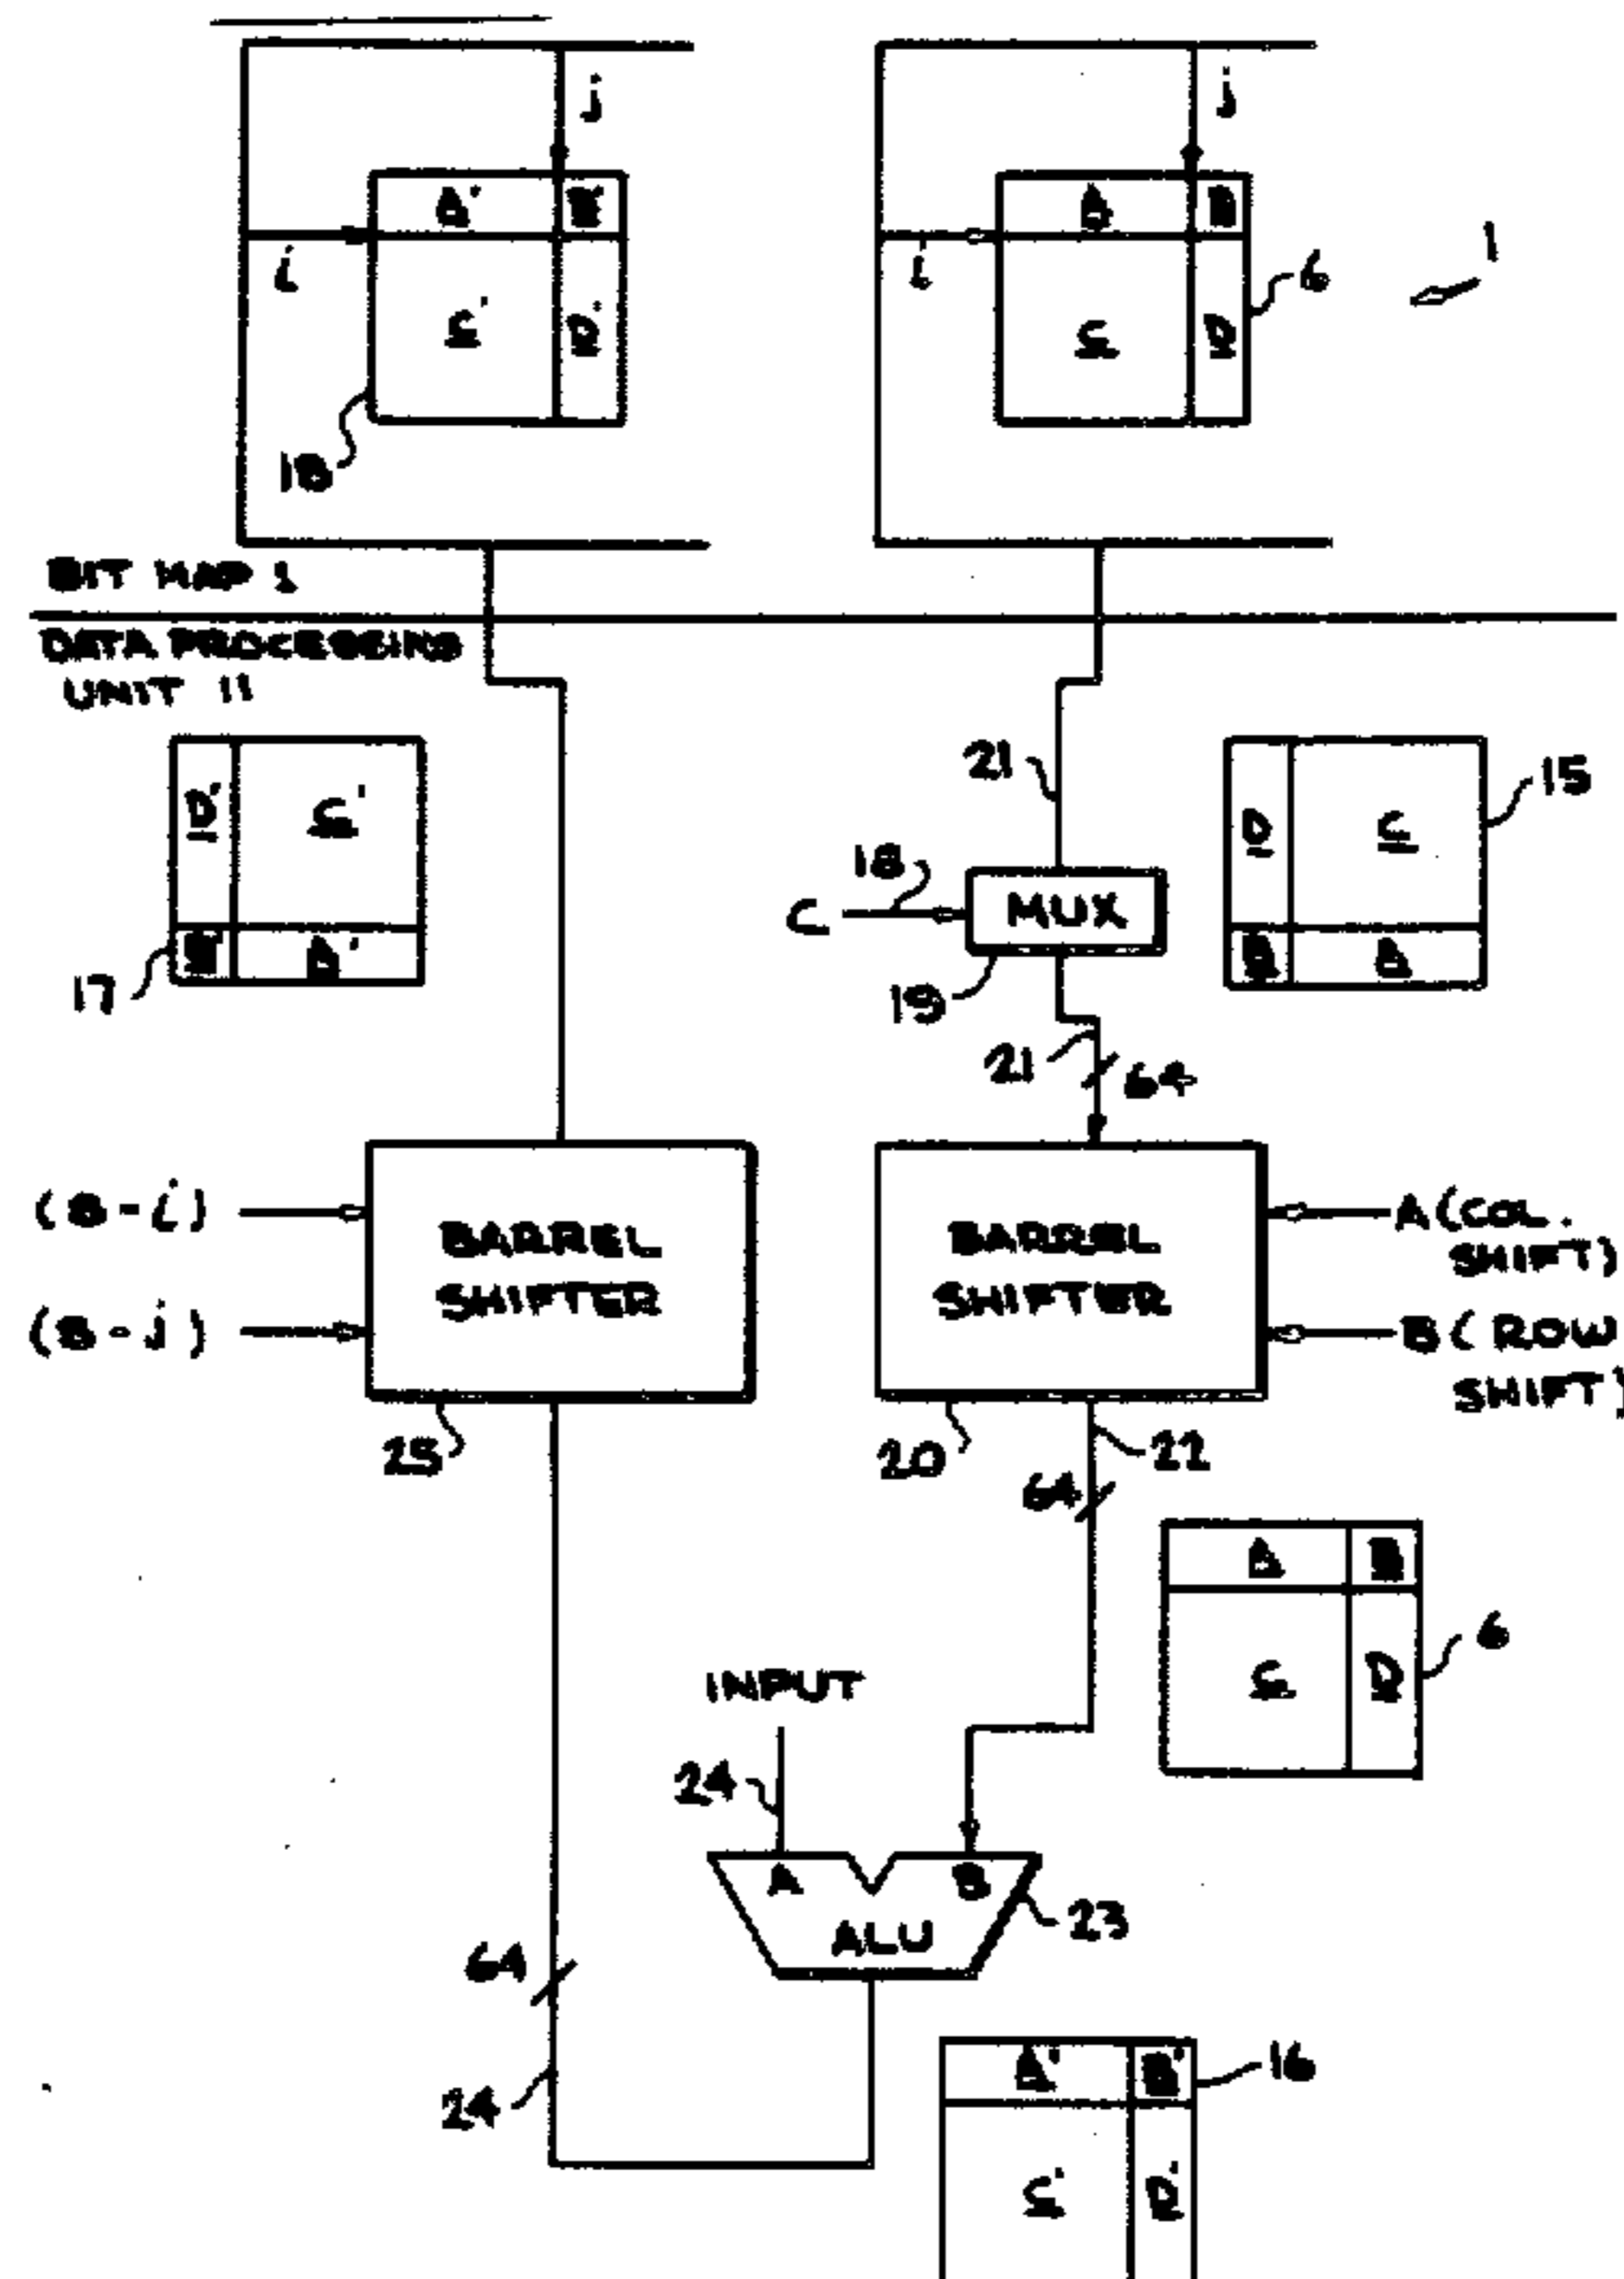 j
j
A'
B'
A
B
i
i
6
1
C'
D'
C
D
18
BIT MAP 1
DATA PROCESSING
UNIT 11
21
15
D'
C'
D
C
18
C
MUX
B'
A'
B
A
17
19
21
64
(8-i)
A (COL.
SHIFT)
BARREL
SHIFTER
BARREL
SHIFTER
(8-j)
B (ROW
SHIFT)
25
20
22
64
A
B
INPUT
C
D
6
24
A
B
ALU
23
64
A'
B'
16
24
C'
D'